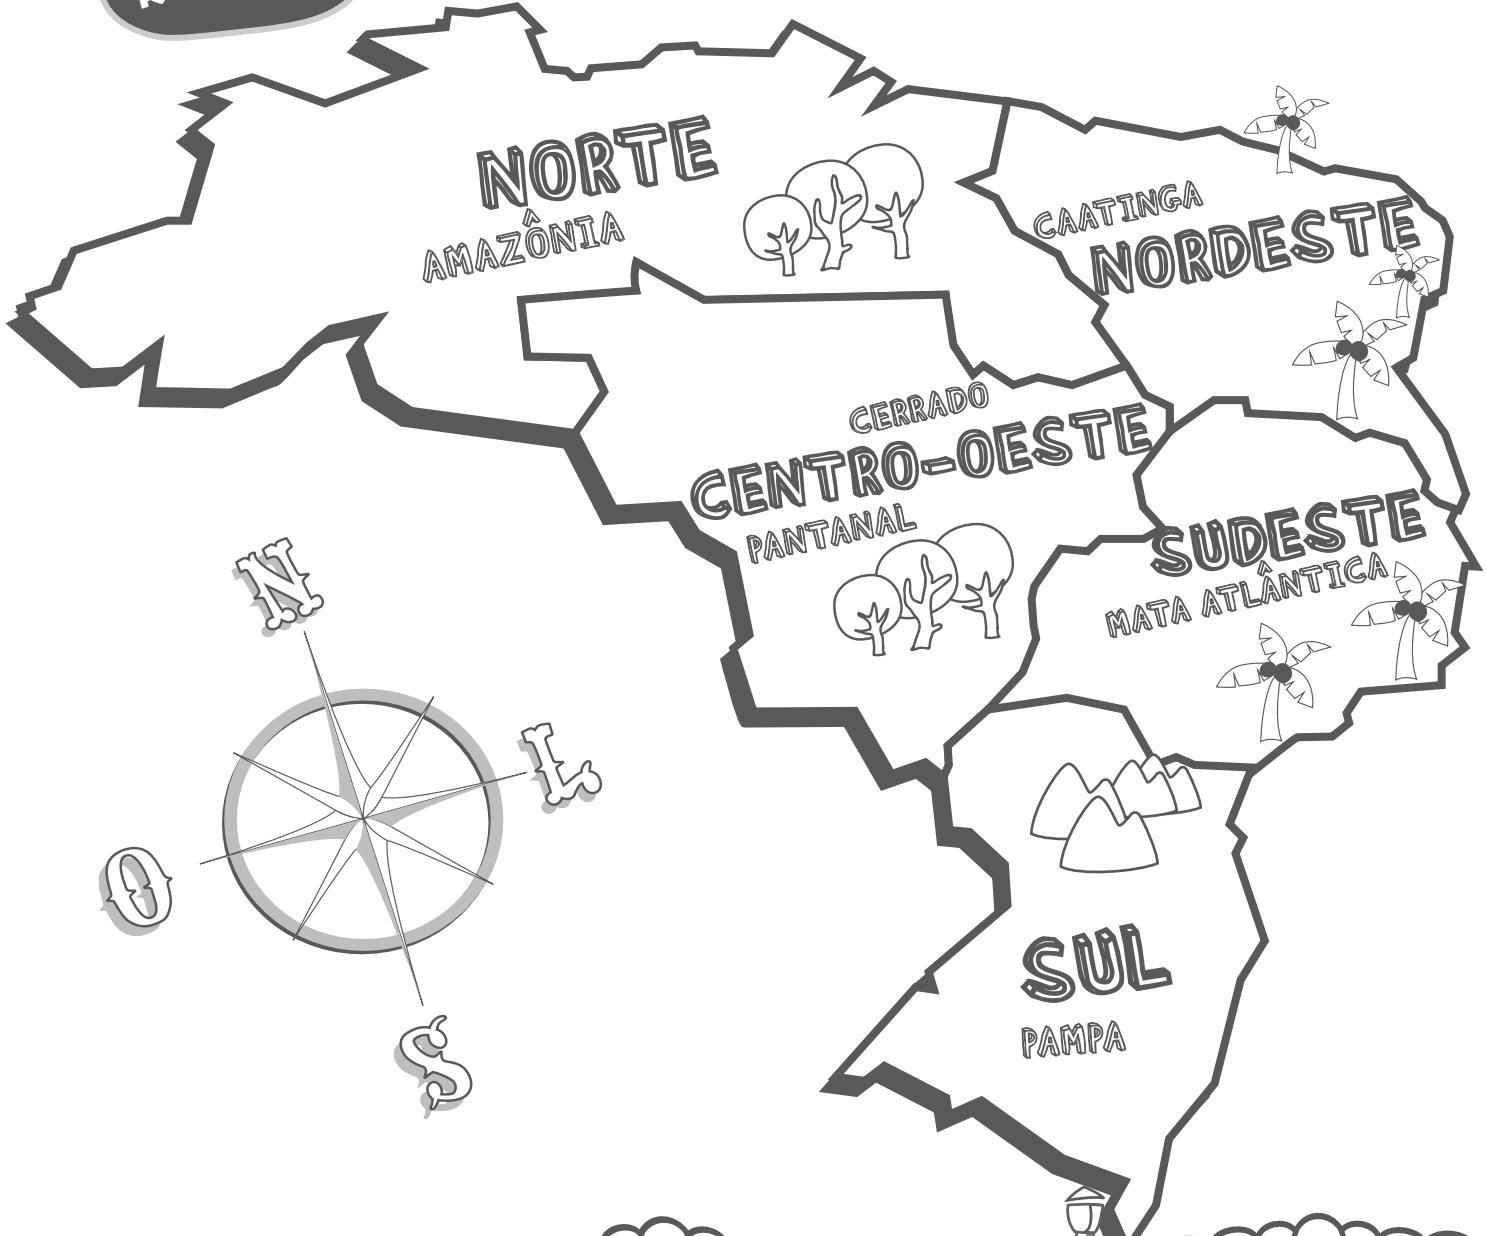 NORTE
AMAZÔNIA
CAATINGA
NORDESTE
CERRADO
CENTRO-OESTE
PANTANAL
SUDESTE
MATA ATLÂNTICA
N
L
O
S
SUL
PAMPA